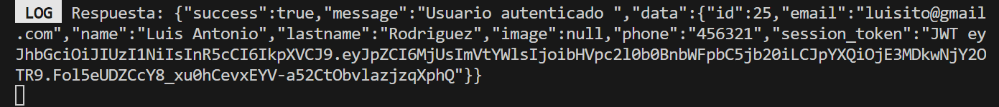 LOG Respuesta: {"success":true,"message":"Usuario autenticado ","data":{"id":25,"email":"luisito@gmail
.com","name":"Luis Antonio","lastname":"Rodriguez","image":null,"phone":"456321","session_token":"JWT ey
JhbGciOiJIUzI1NiIsInR5cCI6IkpXVCJ9.eyJpZCI6MjUsImVtYWlsIjoibHVpc2l0b0BnbWFpbC5jb20iLCJpYXQiOjE3MDkwNjY2O
TR9.Fol5eUDZCcY8_xu0hCevxEYV-a52CtObvlazjzqXphQ"}}